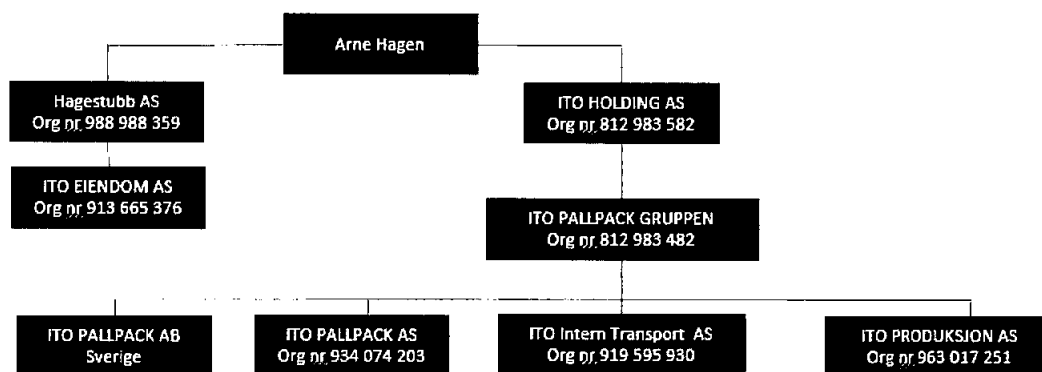 Arne Hagen
Hagestubb AS
Org nr. 988 988 359
ITO HOLDING AS
Org nr. 812 983 582
ITO EIENDOM AS
Org nr 913 665 376
ITO PALLPACK GRUPPEN
Org nr. 812 983 482
ITO PALLPACK AB
Sverige
ITO PALLPACK AS
Org nr 934 074 203
ITO Intern Transport AS
Org nr. 919 595 930
ITO PRODUKSJON AS
Org nr. 963 017 251